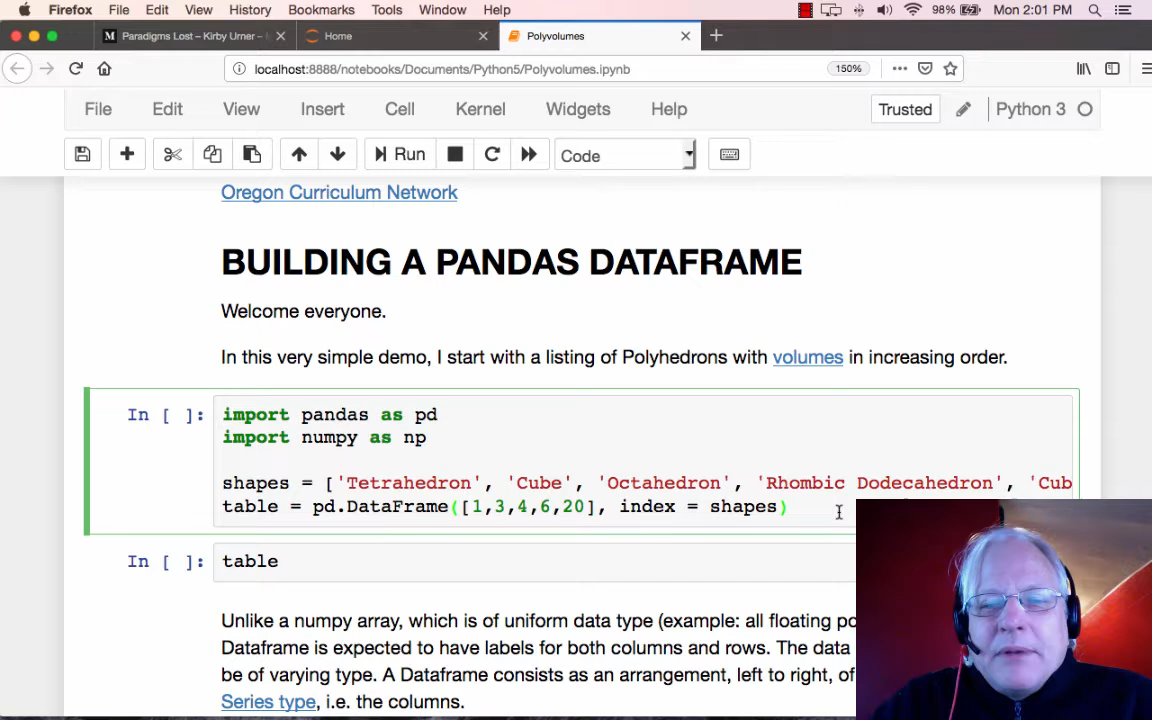 Firefox File Edit View History Bookmarks Tools Window Help 98% Mon 2:01 PM
M Paradigms Lost – Kirby Urner – Home Polyvolumes
localhost:8888/notebooks/Documents/Python5/Polyvolumes.ipynb 150%
File Edit View Insert Cell Kernel Widgets Help Trusted Python 3
Run Code
Oregon Curriculum Network
BUILDING A PANDAS DATAFRAME
Welcome everyone.
In this very simple demo, I start with a listing of Polyhedrons with volumes in increasing order.
In [ ]: import pandas as pd
import numpy as np
shapes = ['Tetrahedron', 'Cube', 'Octahedron', 'Rhombic Dodecahedron', 'Cub
table = pd.DataFrame([1,3,4,6,20], index = shapes)
In [ ]: table
Unlike a numpy array, which is of uniform data type (example: all floating po
Dataframe is expected to have labels for both columns and rows. The data
be of varying type. A Dataframe consists as an arrangement, left to right, of
Series type, i.e. the columns.